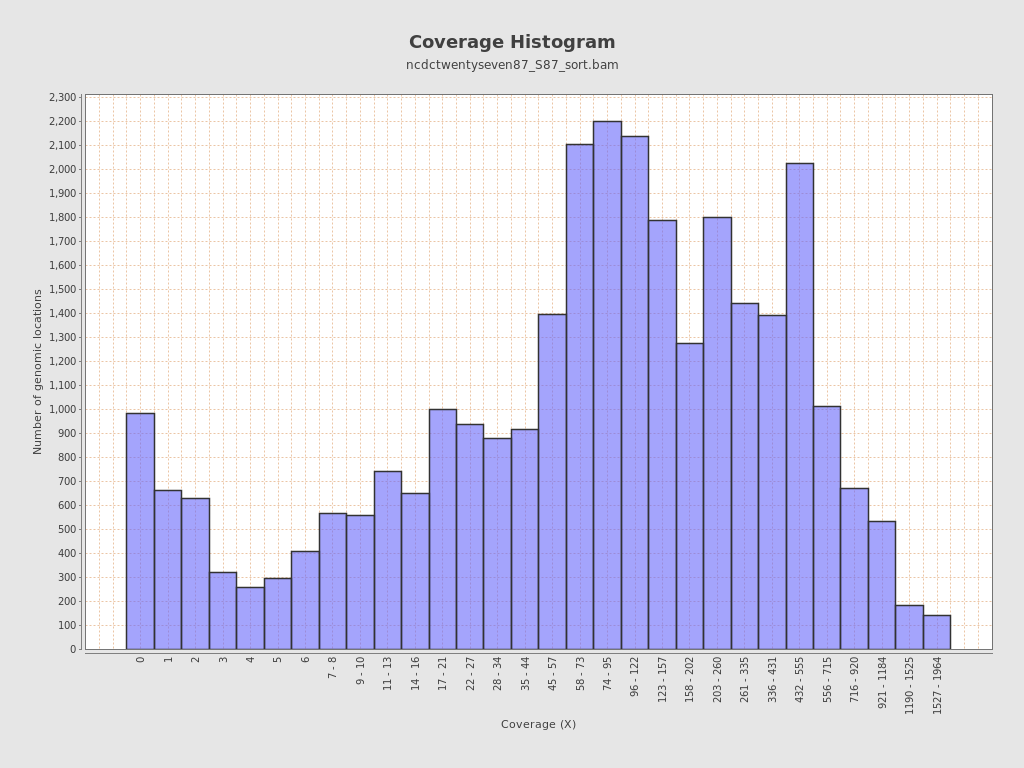 Coverage Histogram
ncdctwentyseven87_S87_sort.bam
2,300
2,200
2,100
2,000
1,900
1,800
1,700
1,600
1,500
1,400
1,300
1,200
1,100
1,000
900
800
700
600
500
400
300
200
100
0
Number of genomic locations
0
1
2
3
4
5
6
7 - 8
9 - 10
11 - 13
14 - 16
17 - 21
22 - 27
28 - 34
35 - 44
45 - 57
58 - 73
74 - 95
96 - 122
123 - 157
158 - 202
203 - 260
261 - 335
336 - 431
432 - 555
556 - 715
716 - 920
921 - 1184
1190 - 1525
1527 - 1964
Coverage (X)